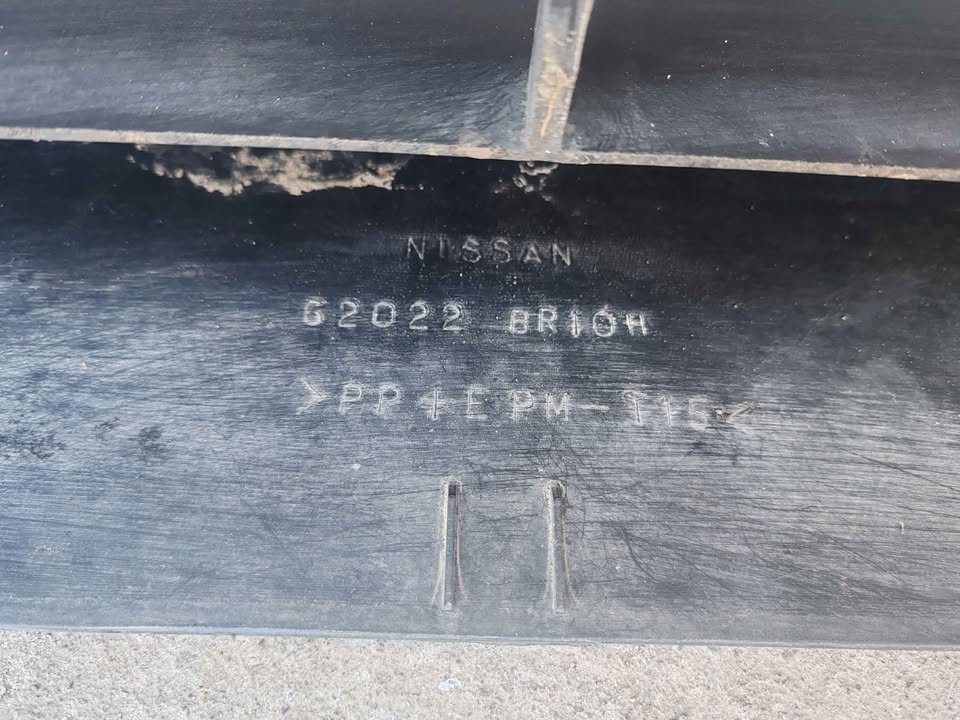 NISSAN
62022 BR10H
>PP+EPM-T15<